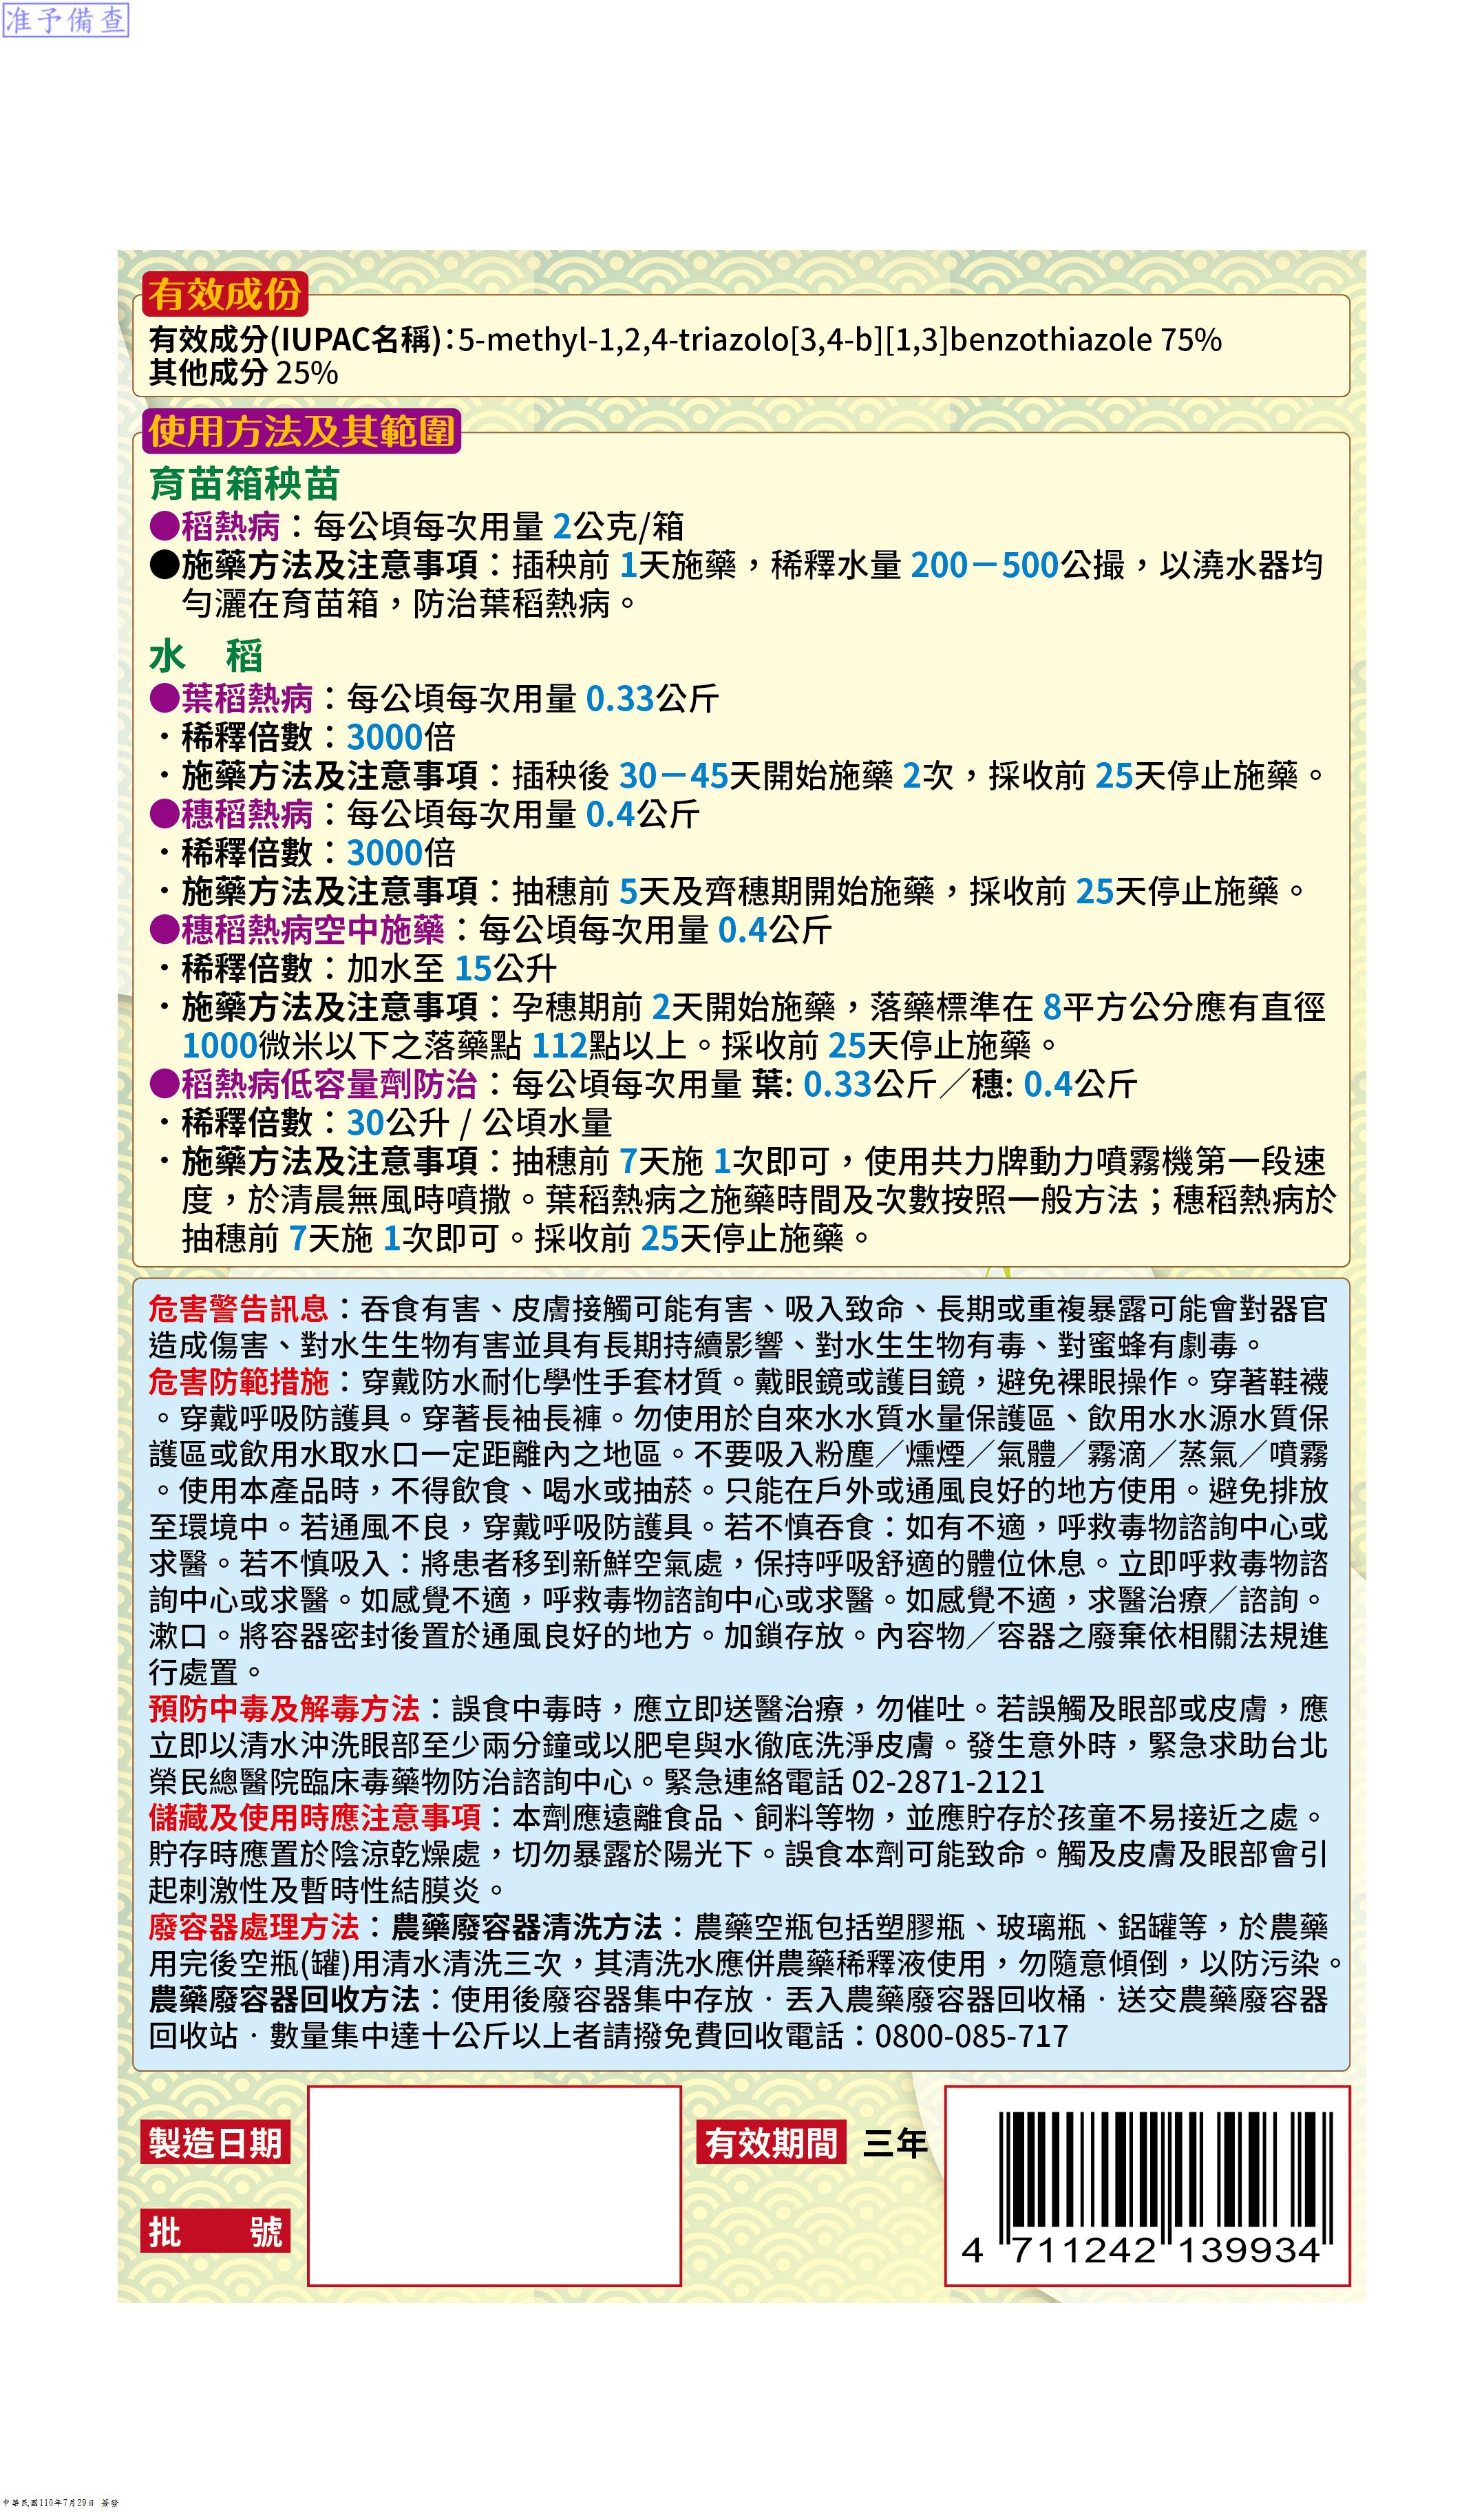 准予備查
有效成份
有效成分(IUPAC名稱)：5-methyl-1,2,4-triazolo[3,4-b][1,3]benzothiazole 75%
其他成分 25%
使用方法及其範圍
育苗箱秧苗
●稻熱病：每公頃每次用量 2公克/箱
●施藥方法及注意事項：插秧前 1天施藥，稀釋水量 200－500公撮，以澆水器均
勻灑在育苗箱，防治葉稻熱病。
水　稻
●葉稻熱病：每公頃每次用量 0.33公斤
．稀釋倍數：3000倍
．施藥方法及注意事項：插秧後 30－45天開始施藥 2次，採收前 25天停止施藥。
●穗稻熱病：每公頃每次用量 0.4公斤
．稀釋倍數：3000倍
．施藥方法及注意事項：抽穗前 5天及齊穗期開始施藥，採收前 25天停止施藥。
●穗稻熱病空中施藥：每公頃每次用量 0.4公斤
．稀釋倍數：加水至 15公升
．施藥方法及注意事項：孕穗期前 2天開始施藥，落藥標準在 8平方公分應有直徑
1000微米以下之落藥點 112點以上。採收前 25天停止施藥。
●稻熱病低容量劑防治：每公頃每次用量 葉: 0.33公斤／穗: 0.4公斤
．稀釋倍數：30公升 / 公頃水量
．施藥方法及注意事項：抽穗前 7天施 1次即可，使用共力牌動力噴霧機第一段速
度，於清晨無風時噴撒。葉稻熱病之施藥時間及次數按照一般方法；穗稻熱病於
抽穗前 7天施 1次即可。採收前 25天停止施藥。
危害警告訊息：吞食有害、皮膚接觸可能有害、吸入致命、長期或重複暴露可能會對器官
造成傷害、對水生生物有害並具有長期持續影響、對水生生物有毒、對蜜蜂有劇毒。
危害防範措施：穿戴防水耐化學性手套材質。戴眼鏡或護目鏡，避免裸眼操作。穿著鞋襪
。穿戴呼吸防護具。穿著長袖長褲。勿使用於自來水水質水量保護區、飲用水水源水質保
護區或飲用水取水口一定距離內之地區。不要吸入粉塵／燻煙／氣體／霧滴／蒸氣／噴霧
。使用本產品時，不得飲食、喝水或抽菸。只能在戶外或通風良好的地方使用。避免排放
至環境中。若通風不良，穿戴呼吸防護具。若不慎吞食：如有不適，呼救毒物諮詢中心或
求醫。若不慎吸入：將患者移到新鮮空氣處，保持呼吸舒適的體位休息。立即呼救毒物諮
詢中心或求醫。如感覺不適，呼救毒物諮詢中心或求醫。如感覺不適，求醫治療／諮詢。
漱口。將容器密封後置於通風良好的地方。加鎖存放。內容物／容器之廢棄依相關法規進
行處置。
預防中毒及解毒方法：誤食中毒時，應立即送醫治療，勿催吐。若誤觸及眼部或皮膚，應
立即以清水沖洗眼部至少兩分鐘或以肥皂與水徹底洗淨皮膚。發生意外時，緊急求助台北
榮民總醫院臨床毒藥物防治諮詢中心。緊急連絡電話 02-2871-2121
儲藏及使用時應注意事項：本劑應遠離食品、飼料等物，並應貯存於孩童不易接近之處。
貯存時應置於陰涼乾燥處，切勿暴露於陽光下。誤食本劑可能致命。觸及皮膚及眼部會引
起刺激性及暫時性結膜炎。
廢容器處理方法：農藥廢容器清洗方法：農藥空瓶包括塑膠瓶、玻璃瓶、鋁罐等，於農藥
用完後空瓶(罐)用清水清洗三次，其清洗水應併農藥稀釋液使用，勿隨意傾倒，以防污染。
農藥廢容器回收方法：使用後廢容器集中存放．丟入農藥廢容器回收桶．送交農藥廢容器
回收站．數量集中達十公斤以上者請撥免費回收電話：0800-085-717
製造日期
有效期間 三年
批　號
4 711242 139934
中華民國110年7月29日 簽發